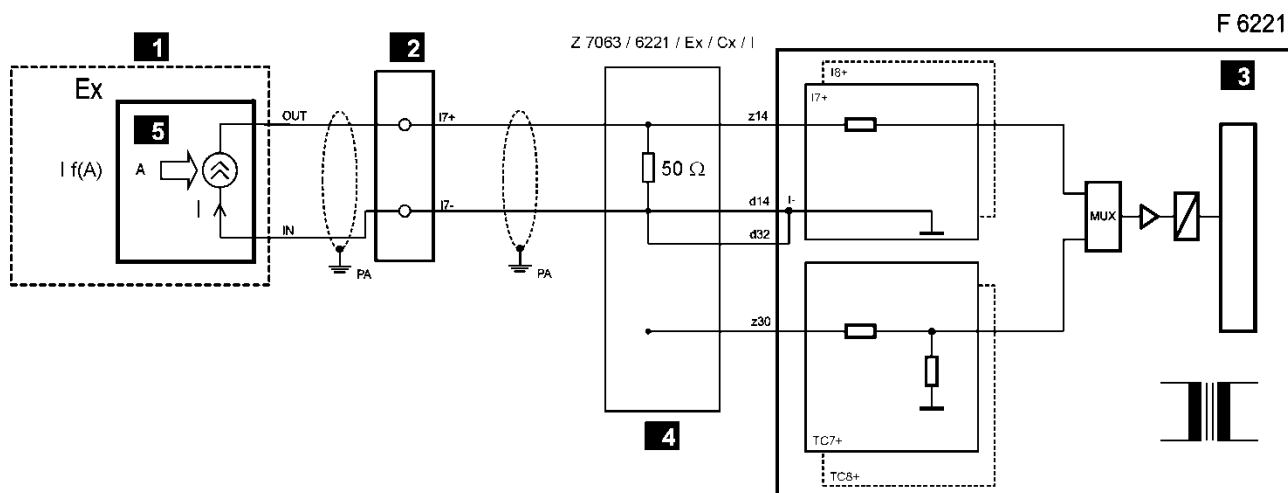 F 6221
Z 7063 / 6221 / Ex / Cx / I
1
2
3
Ex
OUT
I7+
z14
I8+
I7+
5
I f(A)
A
I
50 Ω
MUX
IN
I7-
d14
I-
d32
PA
PA
z30
4
TC7+
TC8+